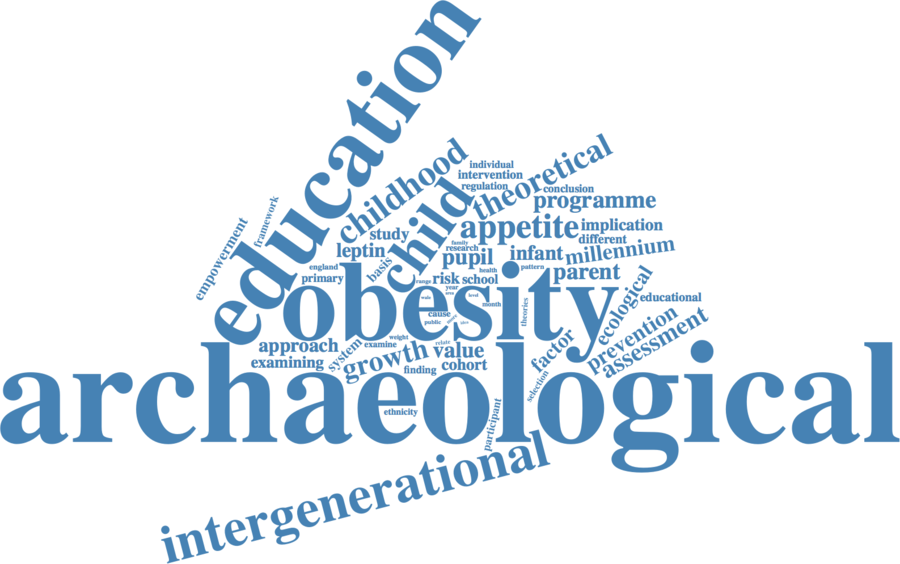 education
individual
intervention
regulation
theoretical
childhood
child
conclusion
programme
framework
empowerment
study
appetite
implication
different
millennium
leptin
family
research
basis
pupil
infant
england
primary
health
pattern
parent
range
risk
school
year
area
level
male
month
obesity
theories
ecological
educational
cause
public
weight
examine
relate
approach
examining
system
growth
value
finding
cohort
factor
prevention
assessment
selection
archaeological
ethnicity
participant
intergenerational